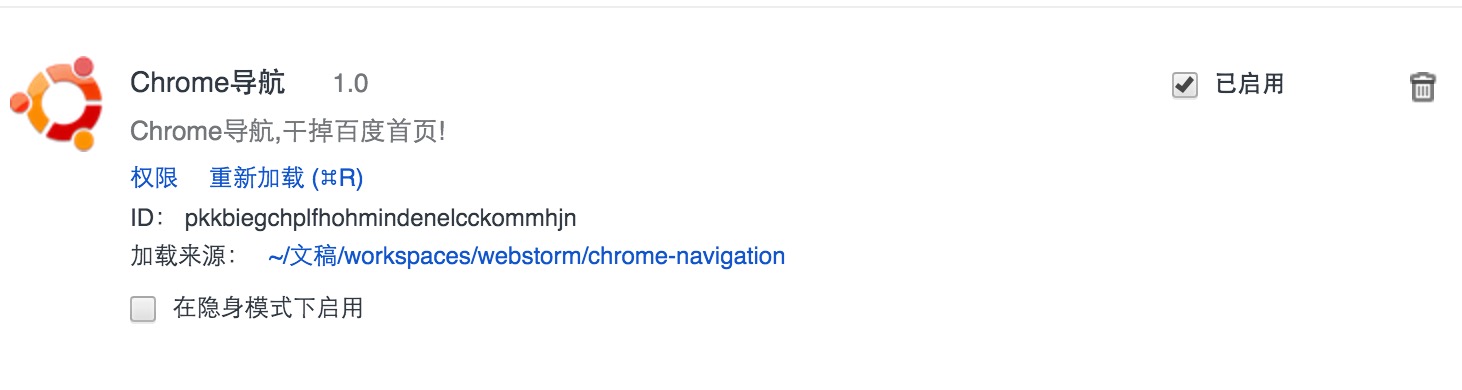 Chrome导航 1.0 已启用
Chrome导航,干掉百度首页!
权限 重新加载 (⌘R)
ID： pkkbiegchplfhohmindenelcckommhjn
加载来源： ~/文稿/workspaces/webstorm/chrome-navigation
在隐身模式下启用